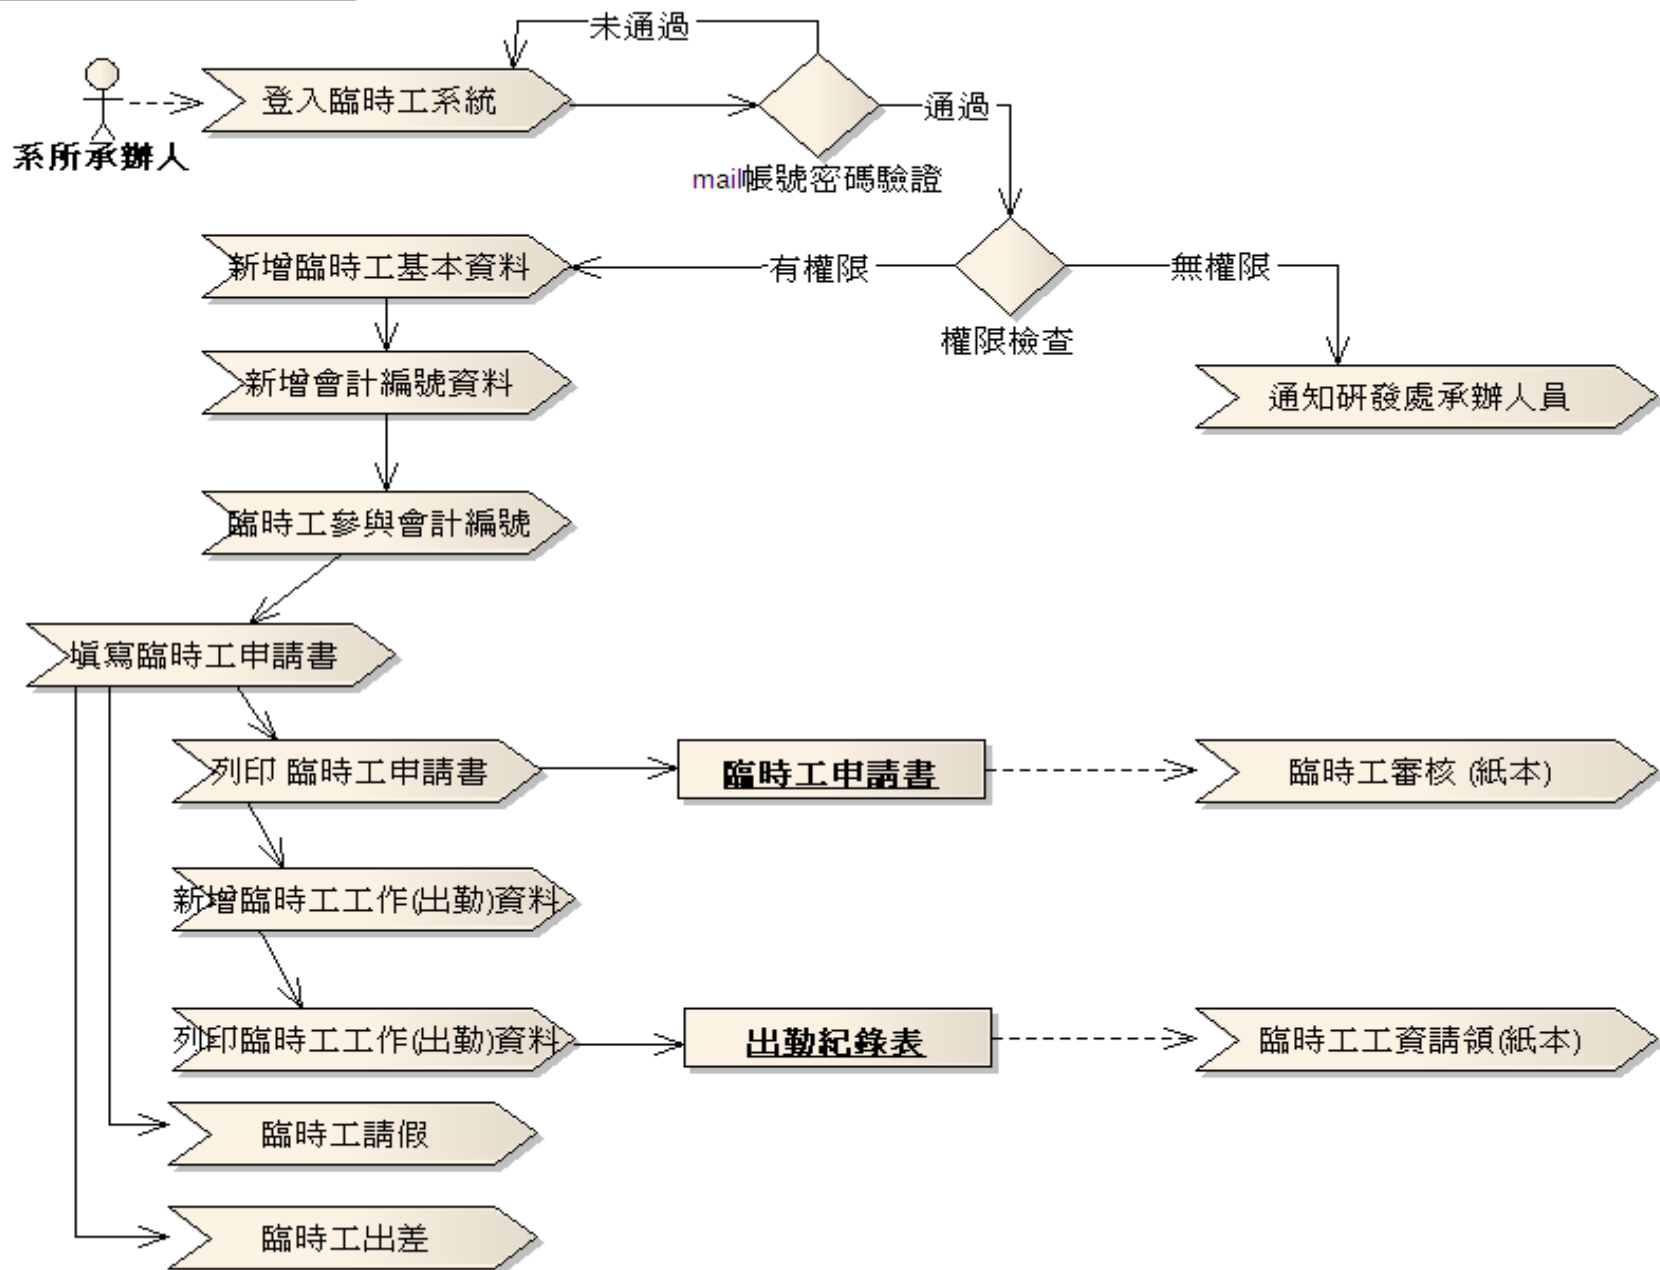 未通過
登入臨時工系統
通過
系所承辦人
mail帳號密碼驗證
新增臨時工基本資料
有權限
無權限
權限檢查
新增會計編號資料
通知研發處承辦人員
臨時工參與會計編號
填寫臨時工申請書
列印 臨時工申請書
臨時工申請書
臨時工審核 (紙本)
新增臨時工工作(出勤)資料
列印臨時工工作(出勤)資料
出勤紀錄表
臨時工工資請領(紙本)
臨時工請假
臨時工出差